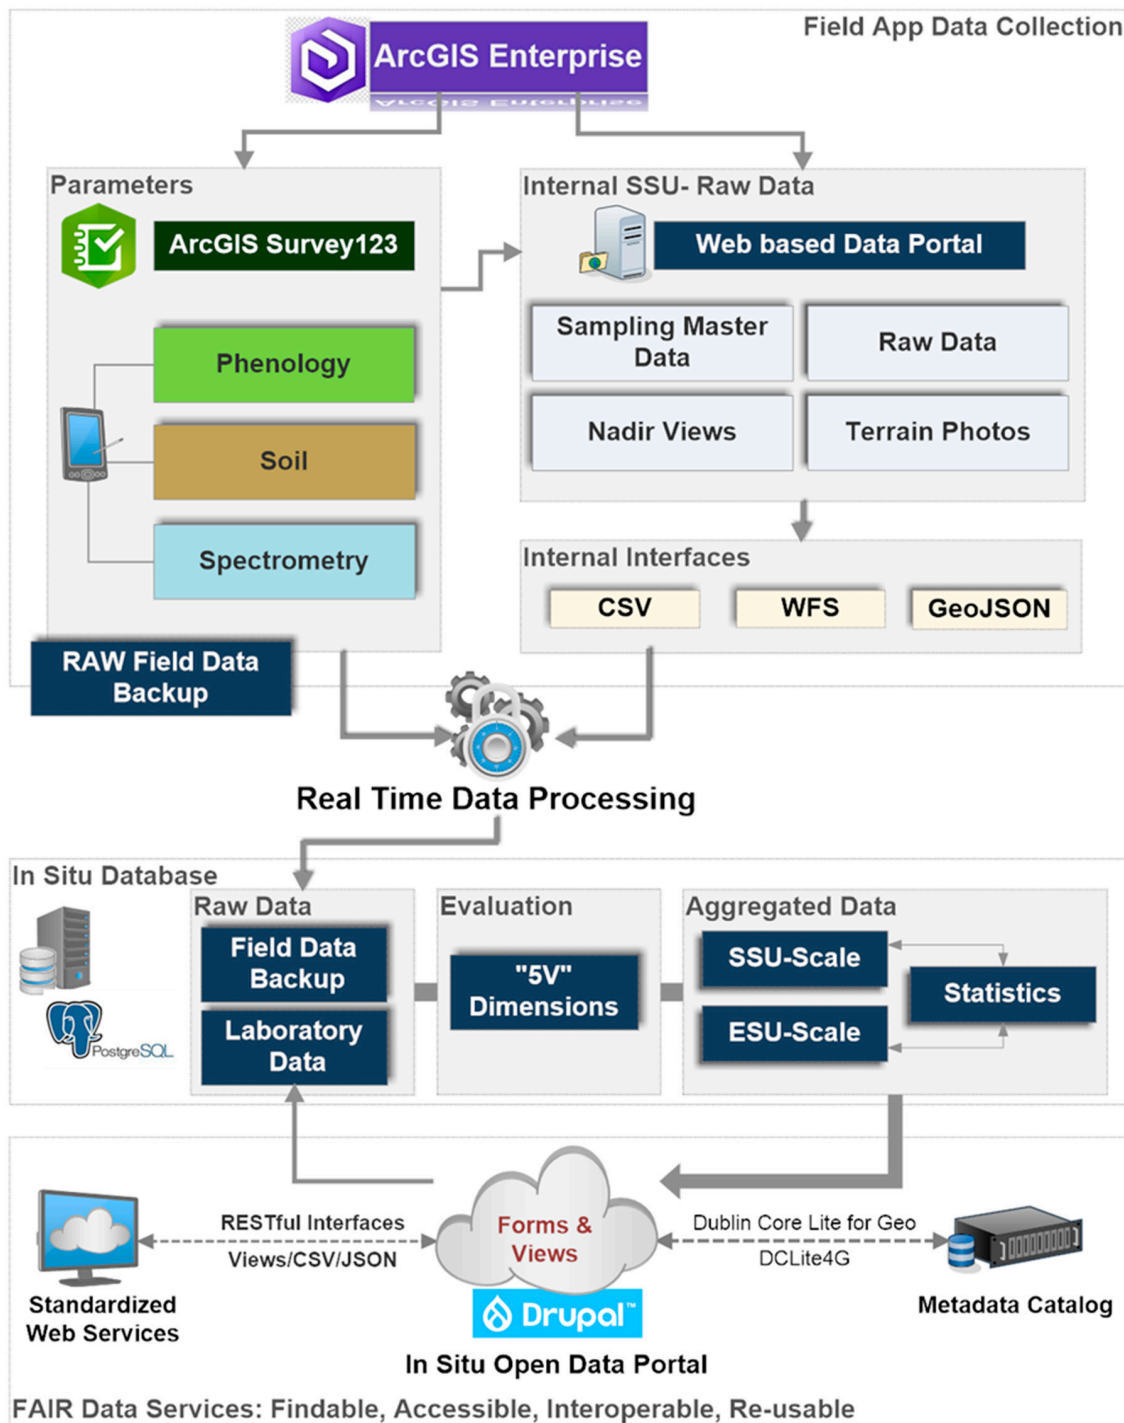 Field App Data Collection
ArcGIS Enterprise
Parameters
ArcGIS Survey123
Phenology
Soil
Spectrometry
RAW Field Data
Backup
Internal SSU- Raw Data
Web based Data Portal
Sampling Master
Data
Raw Data
Nadir Views
Terrain Photos
Internal Interfaces
CSV
WFS
GeoJSON
Real Time Data Processing
In Situ Database
PostgreSQL
Raw Data
Field Data
Backup
Laboratory
Data
Evaluation
"5V"
Dimensions
Aggregated Data
SSU-Scale
ESU-Scale
Statistics
Standardized
Web Services
RESTful Interfaces
Views/CSV/JSON
Forms &
Views
Drupal™
In Situ Open Data Portal
Dublin Core Lite for Geo
DCLite4G
Metadata Catalog
FAIR Data Services: Findable, Accessible, Interoperable, Re-usable